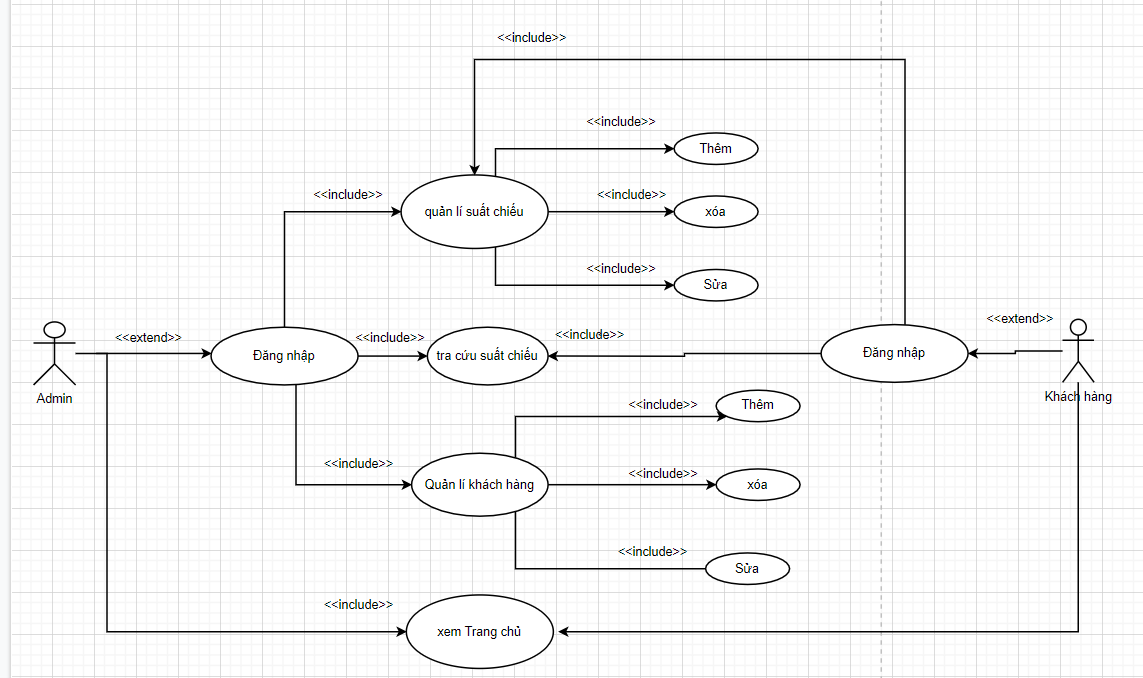 <<include>>
<<include>>
Thêm
<<include>>
<<include>>
quản lí suất chiếu
xóa
<<include>>
Sửa
<<extend>>
<<extend>>
<<include>>
<<include>>
Đăng nhập
tra cứu suất chiếu
Đăng nhập
Admin
Khách hàng
<<include>>
Thêm
<<include>>
<<include>>
Quản lí khách hàng
xóa
<<include>>
Sửa
<<include>>
xem Trang chủ